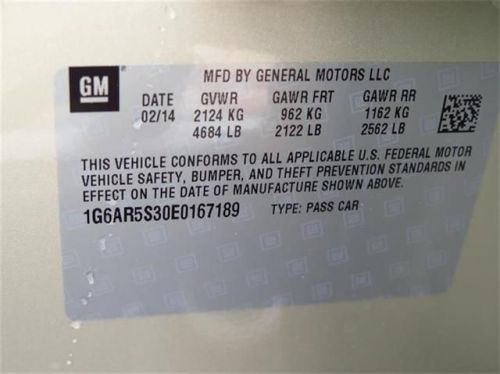 GM
MFD BY GENERAL MOTORS LLC
DATE GVWR GAWR FRT GAWR RR
02/14 2124 KG 962 KG 1162 KG
4684 LB 2122 LB 2562 LB
THIS VEHICLE CONFORMS TO ALL APPLICABLE U.S. FEDERAL MOTOR
VEHICLE SAFETY, BUMPER, AND THEFT PREVENTION STANDARDS IN
EFFECT ON THE DATE OF MANUFACTURE SHOWN ABOVE.
1G6AR5S30E0167189 TYPE: PASS CAR